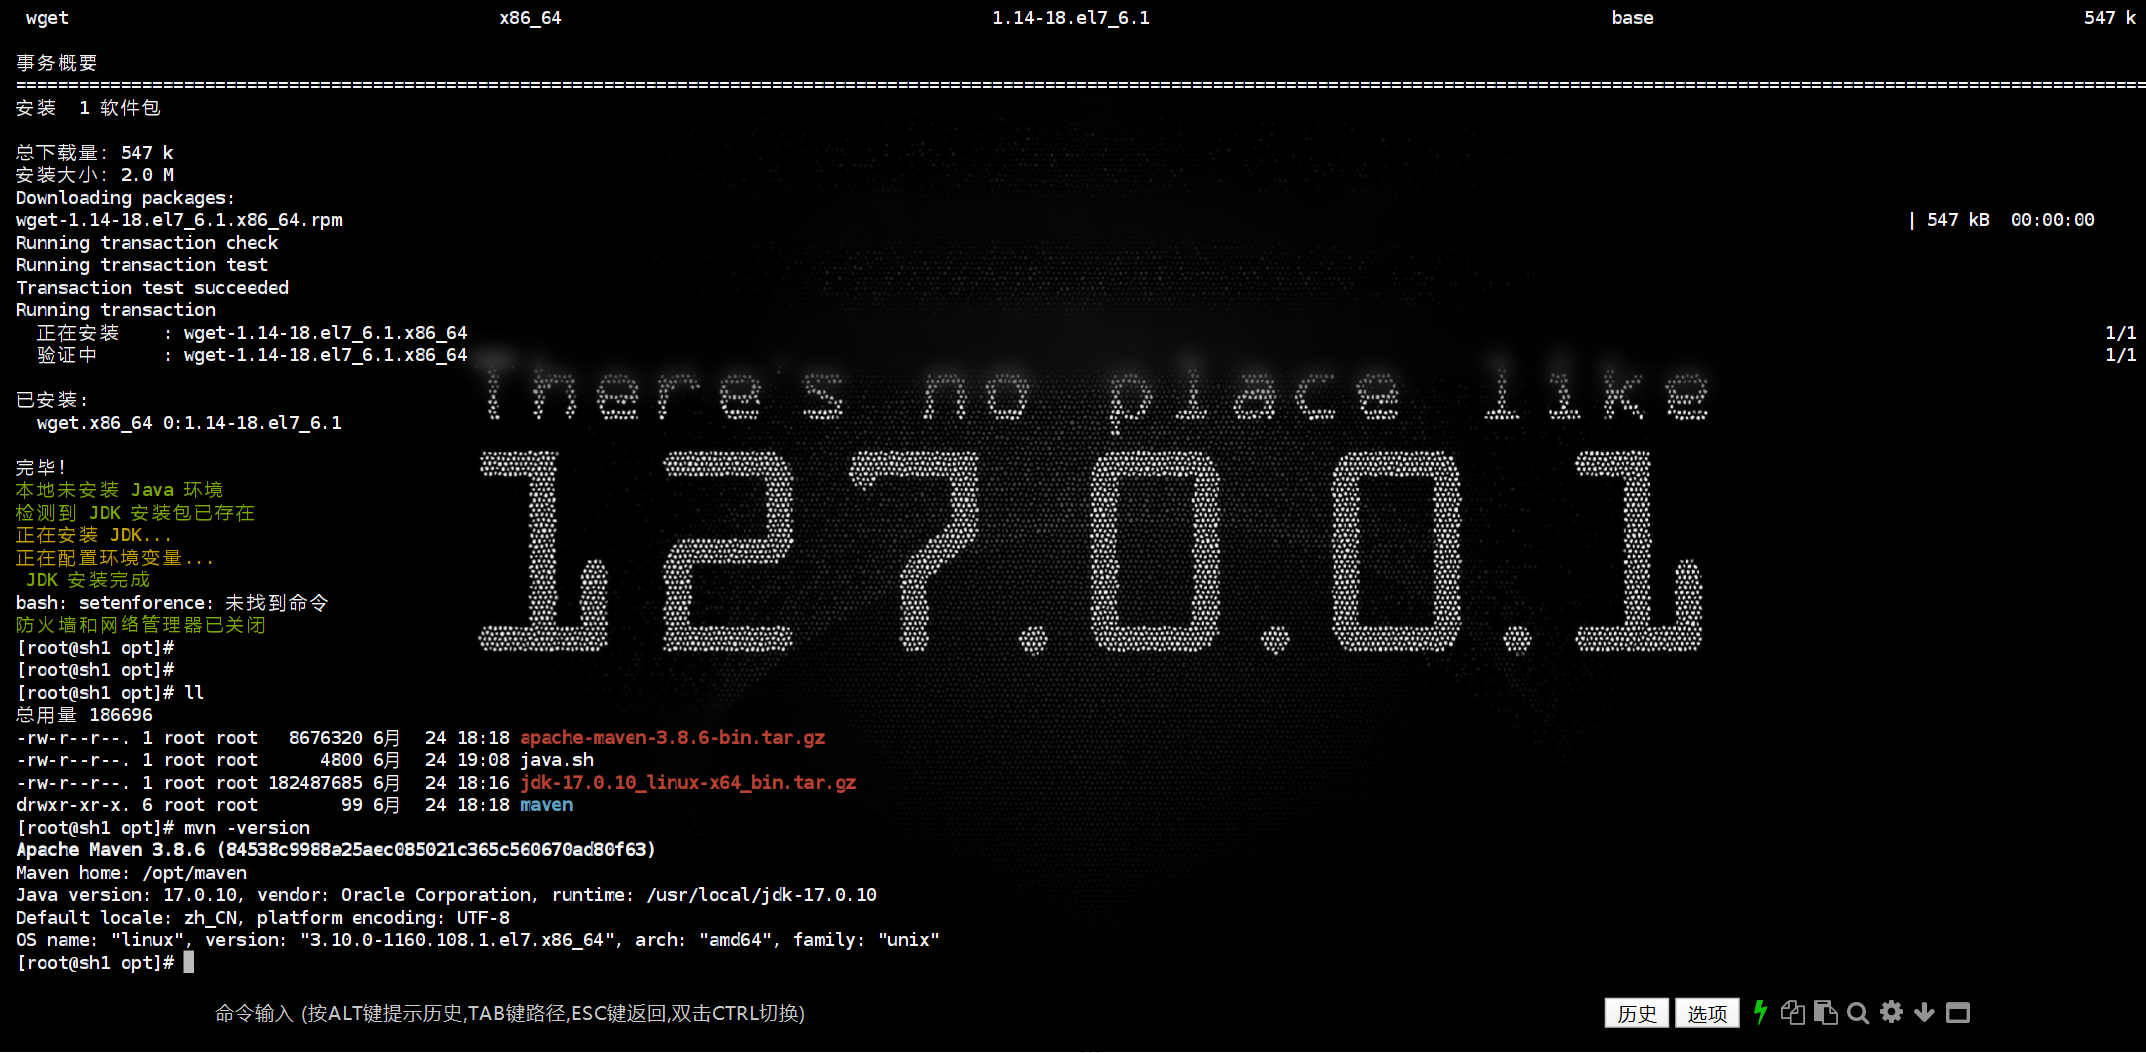 wget x86_64 1.14-18.el7_6.1 base 547 k
事务概要
================================================================================
安装  1 软件包
总下载量：547 k
安装大小：2.0 M
Downloading packages:
wget-1.14-18.el7_6.1.x86_64.rpm | 547 kB  00:00:00
Running transaction check
Running transaction test
Transaction test succeeded
Running transaction
正在安装    : wget-1.14-18.el7_6.1.x86_64 1/1
验证中      : wget-1.14-18.el7_6.1.x86_64 1/1
There's no place like
127.0.0.1
已安装:
wget.x86_64 0:1.14-18.el7_6.1
完毕！
本地未安装 Java 环境
检测到 JDK 安装包已存在
正在安装 JDK...
正在配置环境变量...
JDK 安装完成
bash: setenforence: 未找到命令
防火墙和网络管理器已关闭
[root@sh1 opt]#
[root@sh1 opt]#
[root@sh1 opt]# ll
总用量 186696
-rw-r--r--. 1 root root   8676320 6月  24 18:18 apache-maven-3.8.6-bin.tar.gz
-rw-r--r--. 1 root root      4800 6月  24 19:08 java.sh
-rw-r--r--. 1 root root 182487685 6月  24 18:16 jdk-17.0.10_linux-x64_bin.tar.gz
drwxr-xr-x. 6 root root        99 6月  24 18:18 maven
[root@sh1 opt]# mvn -version
Apache Maven 3.8.6 (84538c9988a25aec085021c365c560670ad80f63)
Maven home: /opt/maven
Java version: 17.0.10, vendor: Oracle Corporation, runtime: /usr/local/jdk-17.0.10
Default locale: zh_CN, platform encoding: UTF-8
OS name: "linux", version: "3.10.0-1160.108.1.el7.x86_64", arch: "amd64", family: "unix"
[root@sh1 opt]#
命令输入 (按ALT键提示历史,TAB键路径,ESC键返回,双击CTRL切换) 历史 选项